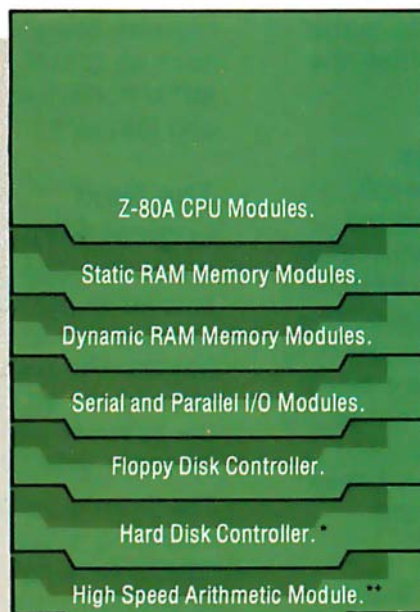 Z-80A CPU Modules.
Static RAM Memory Modules.
Dynamic RAM Memory Modules.
Serial and Parallel I/O Modules.
Floppy Disk Controller.
Hard Disk Controller.*
High Speed Arithmetic Module.**